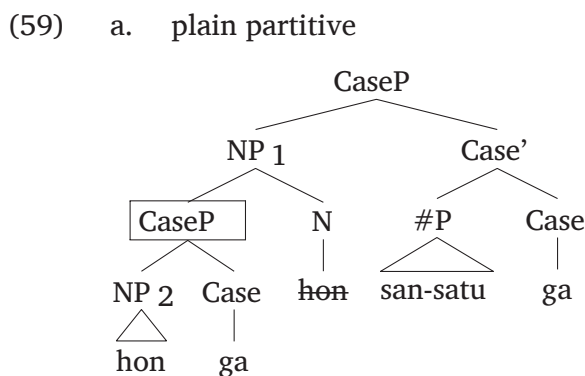 (59) a. plain partitive
CaseP
NP 1 Case’
CaseP N #P Case
NP 2 Case hon san-satu ga
hon ga